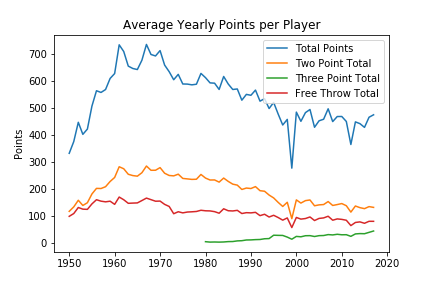 Average Yearly Points per Player
Total Points
Two Point Total
Three Point Total
Free Throw Total
Points
700
600
500
400
300
200
100
0
1950
1960
1970
1980
1990
2000
2010
2020